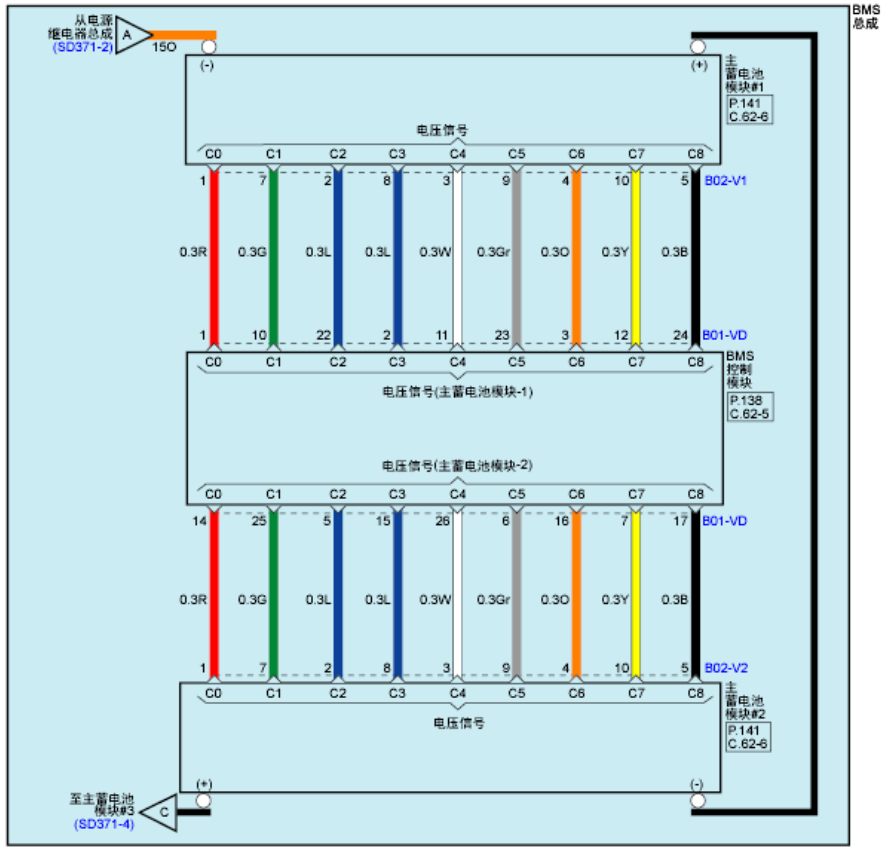 BMS
总成
从电源
继电器总成
(SD371-2)
A
15O
(-)
(+)
主
蓄电池
模块#1
P.141
C.62-6
电压信号
C0 C1 C2 C3 C4 C5 C6 C7 C8
1 7 2 8 3 9 4 10 5 B02-V1
0.3R 0.3G 0.3L 0.3L 0.3W 0.3Gr 0.3O 0.3Y 0.3B
1 10 22 2 11 23 3 12 24 B01-VD
C0 C1 C2 C3 C4 C5 C6 C7 C8
BMS
控制
模块
P.138
C.62-5
电压信号(主蓄电池模块-1)
电压信号(主蓄电池模块-2)
C0 C1 C2 C3 C4 C5 C6 C7 C8
14 25 5 15 26 6 16 7 17 B01-VD
0.3R 0.3G 0.3L 0.3L 0.3W 0.3Gr 0.3O 0.3Y 0.3B
1 7 2 8 3 9 4 10 5 B02-V2
C0 C1 C2 C3 C4 C5 C6 C7 C8
主
蓄电池
模块#2
P.141
C.62-6
电压信号
(+)
(-)
至主蓄电池
模块#3
(SD371-4)
C